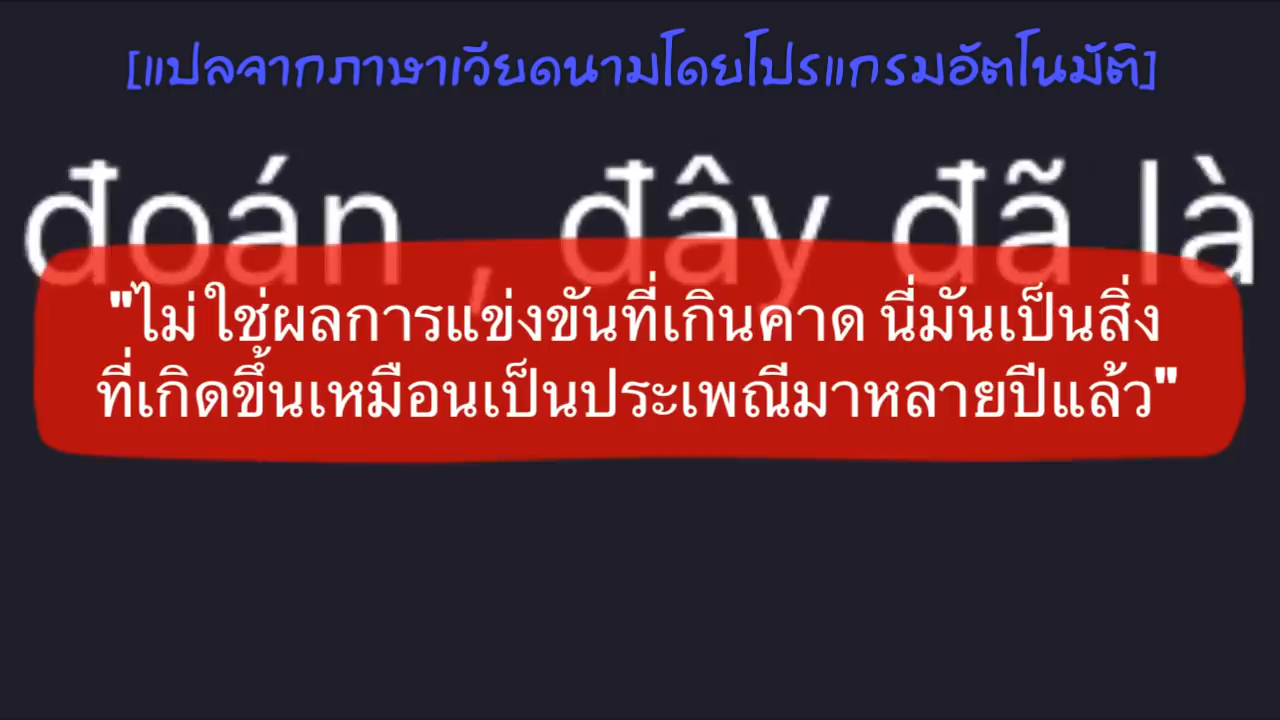 [แปลจากภาษาเวียดนามโดยโปรแกรมอัตโนมัติ]
đoán , đây đã là
"ไม่ใช่ผลการแข่งขันที่เกินคาด นี่มันเป็นสิ่ง
ที่เกิดขึ้นเหมือนเป็นประเพณีมาหลายปีแล้ว"